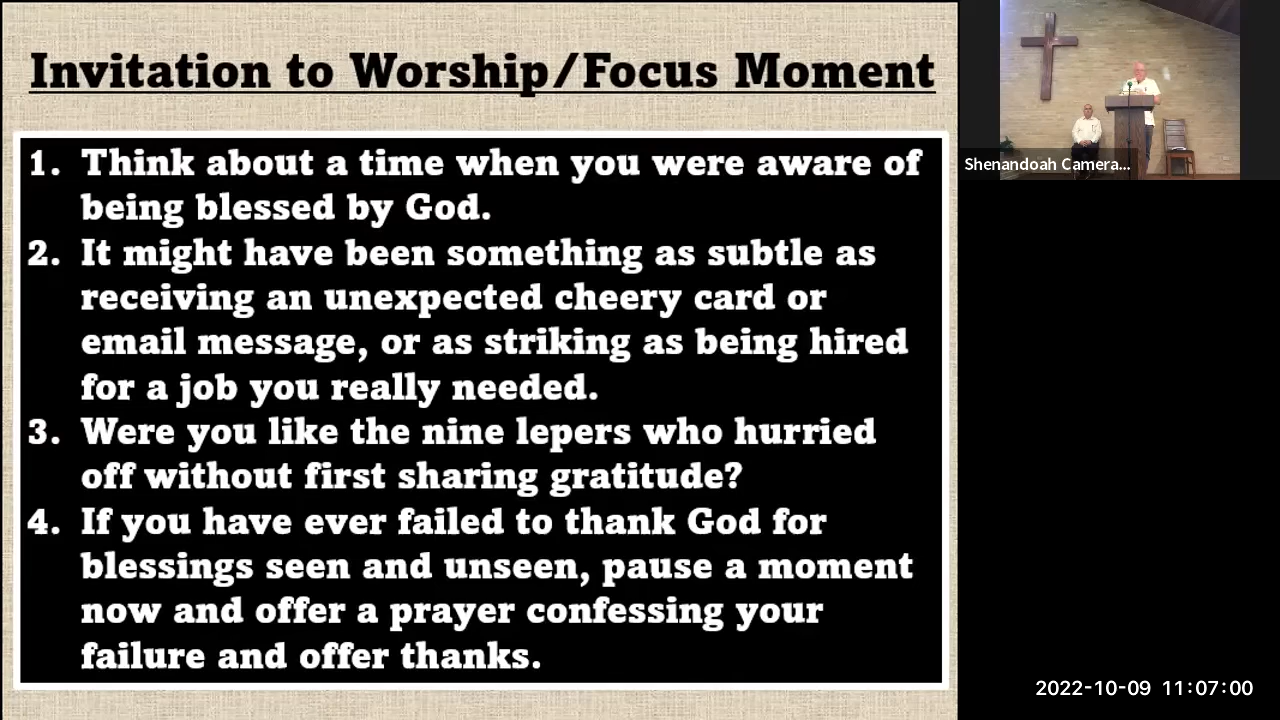 Invitation to Worship/Focus Moment
1. Think about a time when you were aware of
being blessed by God.
2. It might have been something as subtle as
receiving an unexpected cheery card or
email message, or as striking as being hired
for a job you really needed.
3. Were you like the nine lepers who hurried
off without first sharing gratitude?
4. If you have ever failed to thank God for
blessings seen and unseen, pause a moment
now and offer a prayer confessing your
failure and offer thanks.
Shenandoah Camera...
2022-10-09 11:07:00